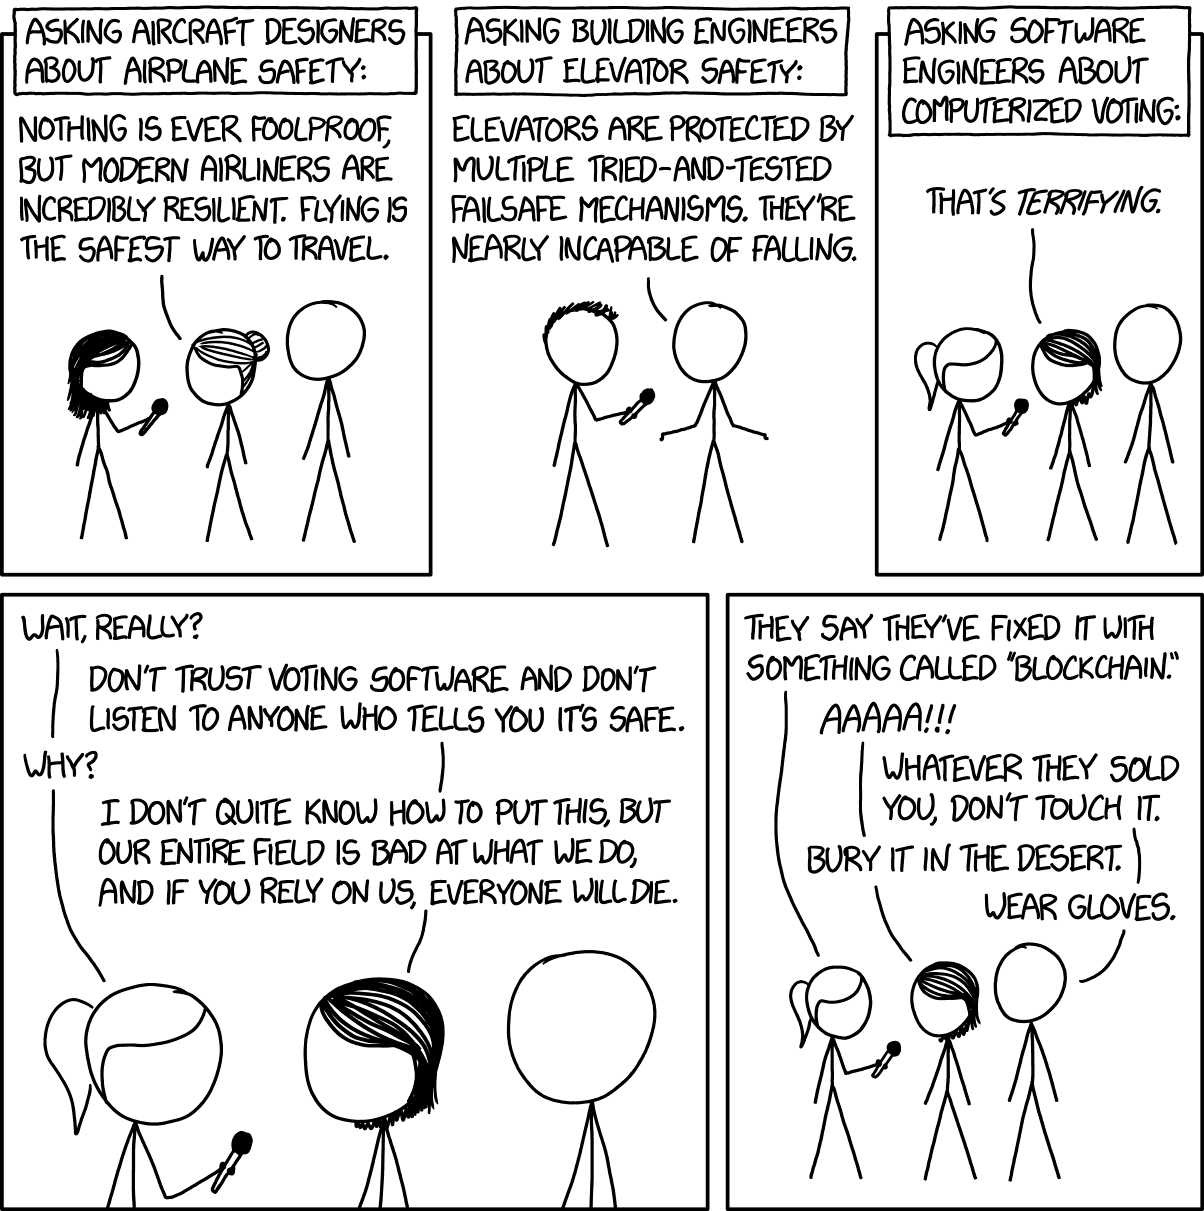 ASKING AIRCRAFT DESIGNERS
ABOUT AIRPLANE SAFETY:
NOTHING IS EVER FOOLPROOF,
BUT MODERN AIRLINERS ARE
INCREDIBLY RESILIENT. FLYING IS
THE SAFEST WAY TO TRAVEL.
ASKING BUILDING ENGINEERS
ABOUT ELEVATOR SAFETY:
ELEVATORS ARE PROTECTED BY
MULTIPLE TRIED-AND-TESTED
FAILSAFE MECHANISMS. THEY'RE
NEARLY INCAPABLE OF FALLING.
ASKING SOFTWARE
ENGINEERS ABOUT
COMPUTERIZED VOTING:
THAT'S TERRIFYING.
WAIT, REALLY?
DON'T TRUST VOTING SOFTWARE AND DON'T
LISTEN TO ANYONE WHO TELLS YOU IT'S SAFE.
WHY?
I DON'T QUITE KNOW HOW TO PUT THIS, BUT
OUR ENTIRE FIELD IS BAD AT WHAT WE DO,
AND IF YOU RELY ON US, EVERYONE WILL DIE.
THEY SAY THEY'VE FIXED IT WITH
SOMETHING CALLED "BLOCKCHAIN."
AAAAA!!!
WHATEVER THEY SOLD
YOU, DON'T TOUCH IT.
BURY IT IN THE DESERT.
WEAR GLOVES.